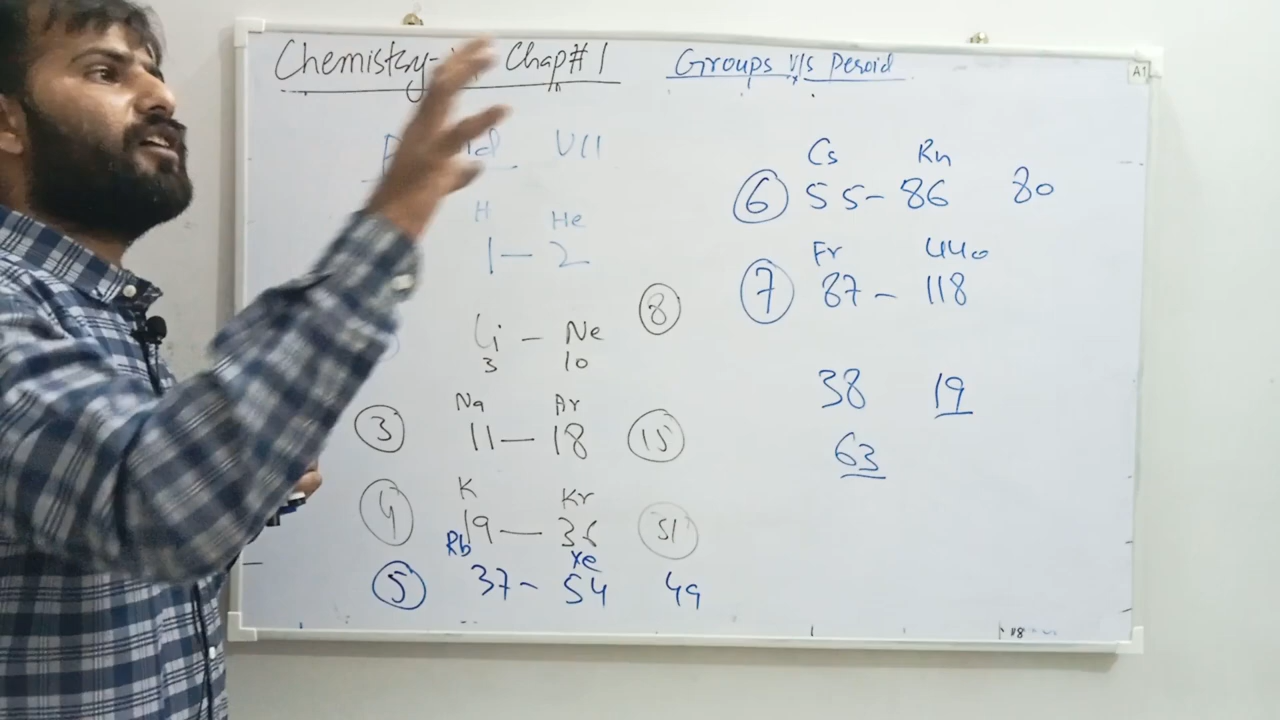 Chemistry- Chap# 1
Groups v/s Peroid
A1
VII
H He
1 – 2
Li – Ne
3 10
8
Na Ar
3 11 – 18 15
K Kr
4 19 – 36 51
Rb Xe
5 37 – 54 49
Cs Rn
6 55 – 86 80
Fr
7 87 – 118
38 19
63
18